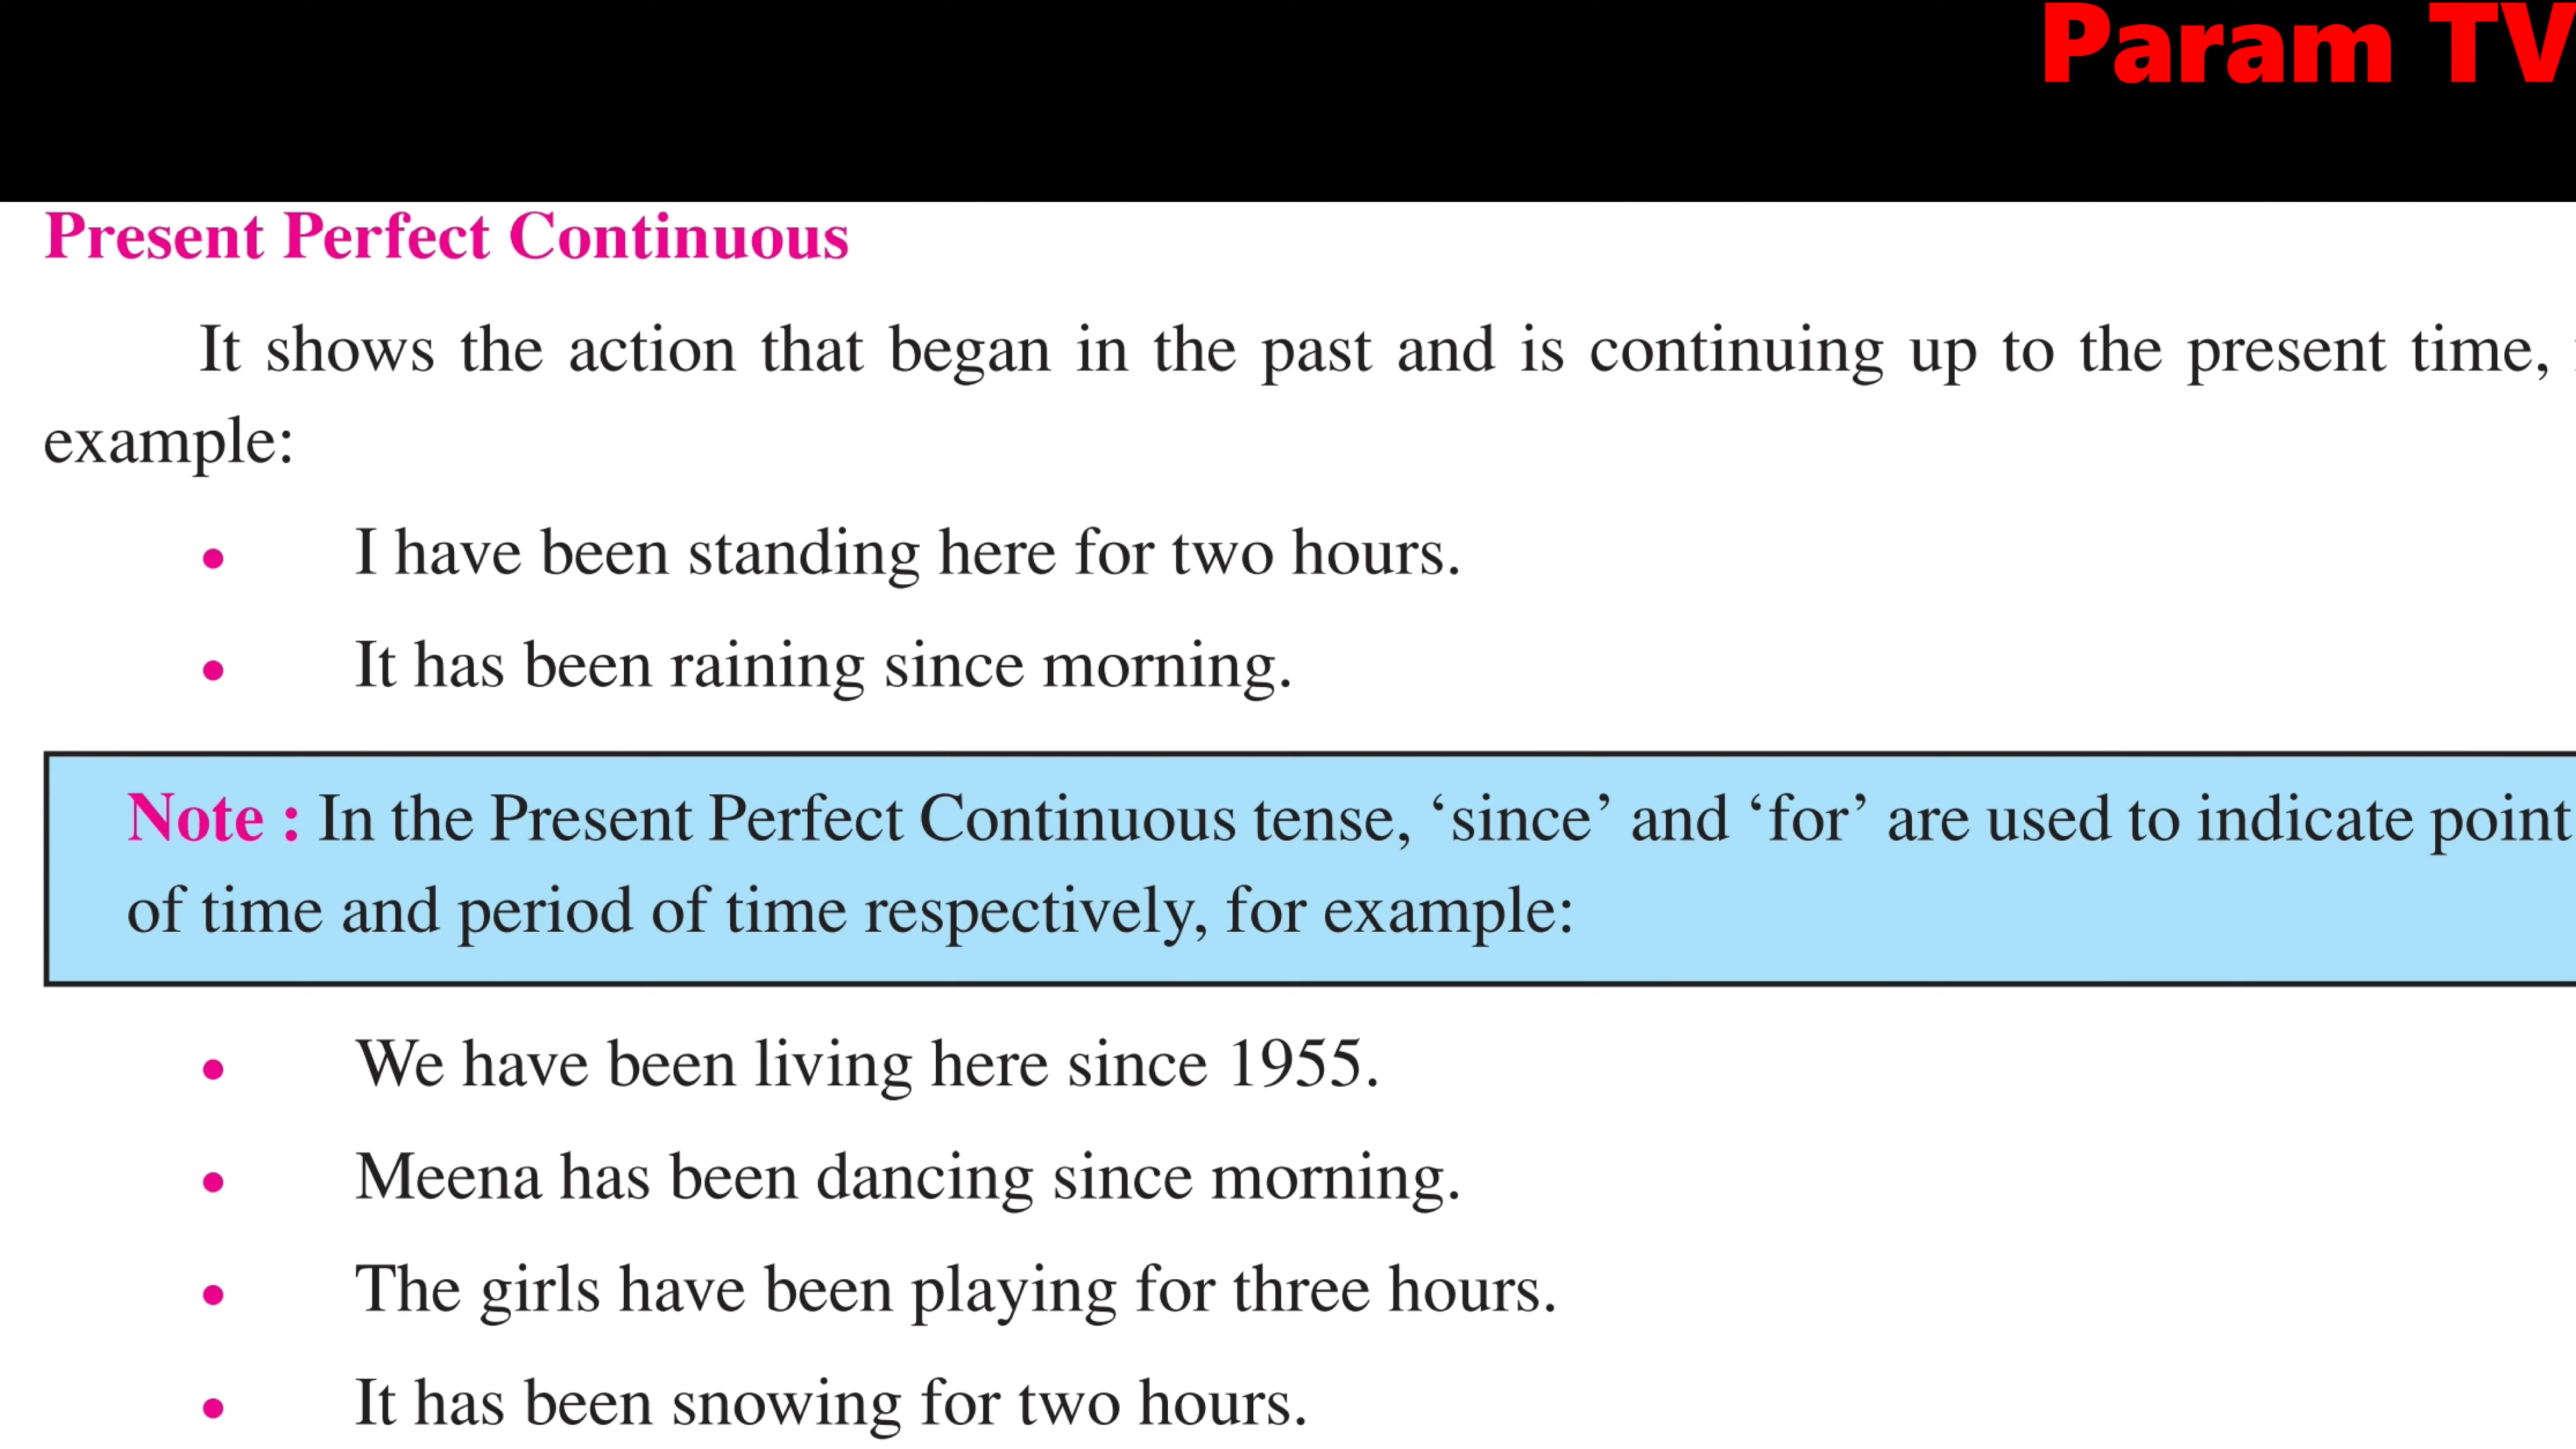 Param TV
Present Perfect Continuous
It shows the action that began in the past and is continuing up to the present time,
example:
• I have been standing here for two hours.
• It has been raining since morning.
Note : In the Present Perfect Continuous tense, ‘since’ and ‘for’ are used to indicate point
of time and period of time respectively, for example:
• We have been living here since 1955.
• Meena has been dancing since morning.
• The girls have been playing for three hours.
• It has been snowing for two hours.